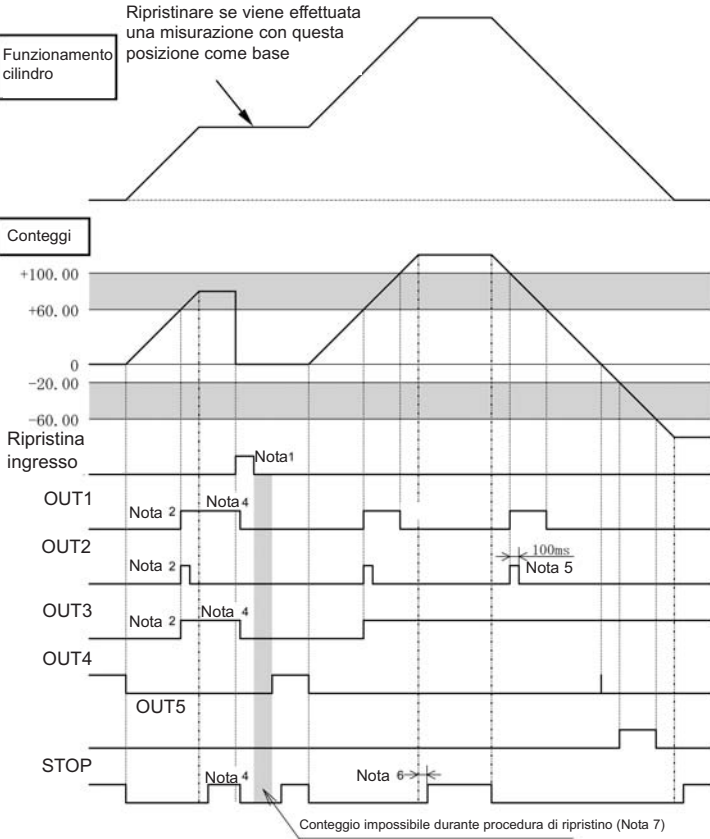 Ripristinare se viene effettuata
una misurazione con questa
posizione come base
Funzionamento
cilindro
Conteggi
+100. 00
+60. 00
0
-20. 00
-60. 00
Ripristina
ingresso
Nota1
OUT1
Nota 2
Nota 4
OUT2
Nota 2
100ms
Nota 5
OUT3
Nota 2
Nota 4
OUT4
OUT5
STOP
Nota 4
Nota 6
Conteggio impossibile durante procedura di ripristino (Nota 7)